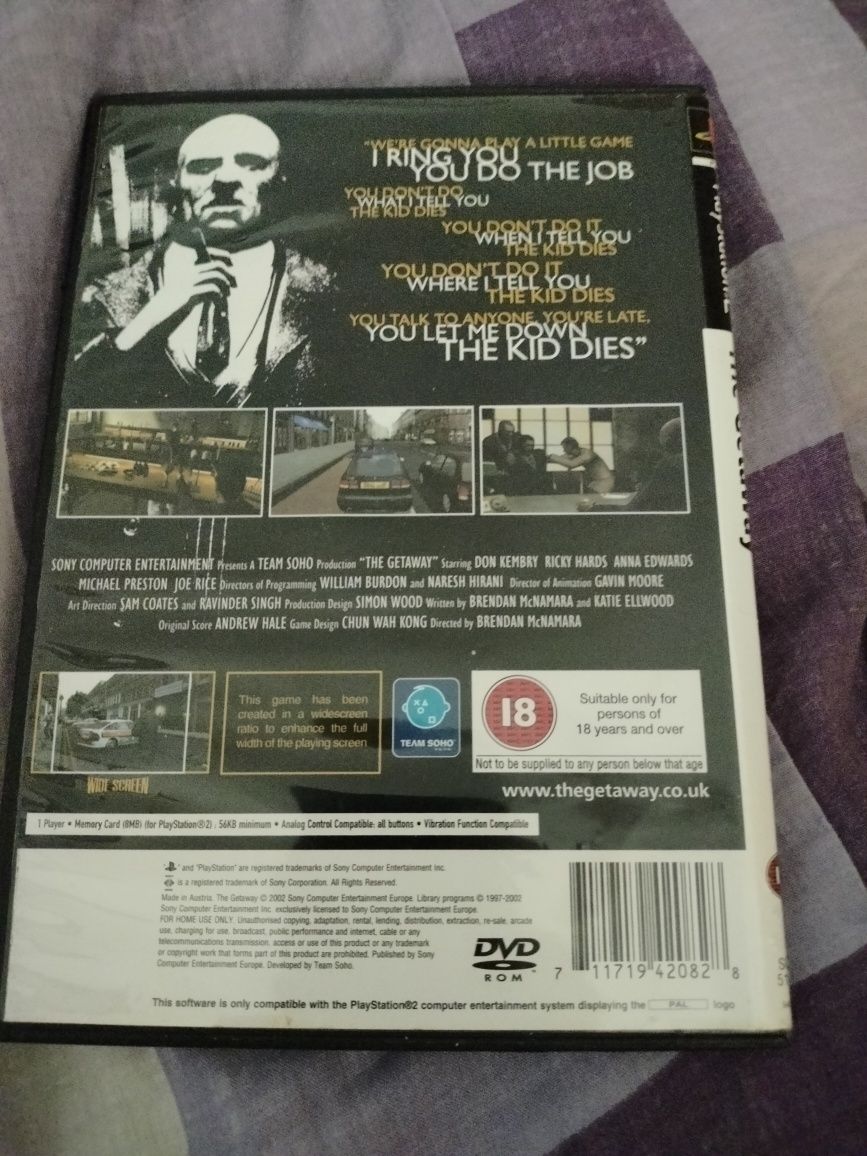 "WE'RE GONNA PLAY A LITTLE GAME
I RING YOU
YOU DO THE JOB
YOU DON'T DO
WHAT I TELL YOU
THE KID DIES
YOU DON'T DO IT
WHEN I TELL YOU
THE KID DIES
YOU DON'T DO IT
WHERE I TELL YOU
THE KID DIES
YOU TALK TO ANYONE, YOU'RE LATE,
YOU LET ME DOWN
THE KID DIES"
SONY COMPUTER ENTERTAINMENT Presents A TEAM SOHO Production "THE GETAWAY" Starring DON KEMBRY RICKY HARDS ANNA EDWARDS
MICHAEL PRESTON JOE RICE Directors of Programming WILLIAM BURDON and NARESH HIRANI Director of Animation GAVIN MOORE
Art Direction SAM COATES and RAVINDER SINGH Production Design SIMON WOOD Written by BRENDAN McNAMARA and KATIE ELLWOOD
Original Score ANDREW HALE Game Design CHUN WAH KONG Directed by BRENDAN McNAMARA
WIDE SCREEN
This game has been
created in a widescreen
ratio to enhance the full
width of the playing screen
TEAM SOHO
18
Suitable only for
persons of
18 years and over
Not to be supplied to any person below that age
www.thegetaway.co.uk
1 Player • Memory Card (8MB) (for PlayStation®2) : 56KB minimum • Analog Control Compatible: all buttons • Vibration Function Compatible
" and "PlayStation" are registered trademarks of Sony Computer Entertainment Inc.
is a registered trademark of Sony Corporation. All Rights Reserved.
Made in Austria. The Getaway © 2002 Sony Computer Entertainment Europe. Library programs © 1997-2002
Sony Computer Entertainment Inc. exclusively licensed to Sony Computer Entertainment Europe.
FOR HOME USE ONLY. Unauthorised copying, adaptation, rental, lending, distribution, extraction, re-sale, arcade
use, charging for use, broadcast, public performance and internet, cable or any
telecommunications transmission, access or use of this product or any trademark
or copyright work that forms part of this product are prohibited. Published by Sony
Computer Entertainment Europe. Developed by Team Soho.
DVD
ROM
7 11719 42082 8
This software is only compatible with the PlayStation®2 computer entertainment system displaying the PAL logo
The Getaway